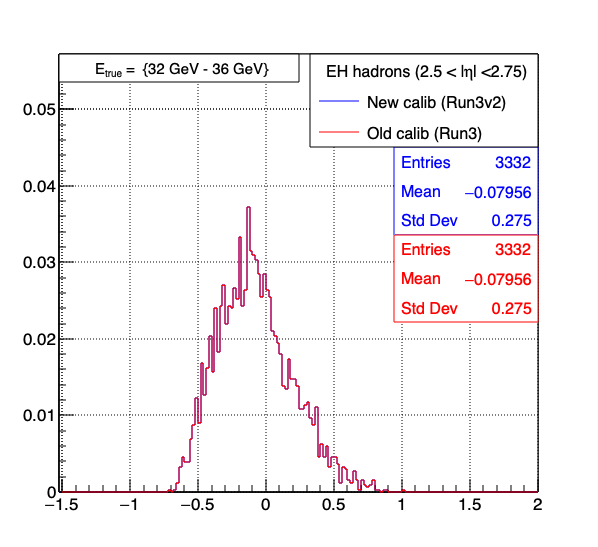 E_true = {32 GeV - 36 GeV}
EH hadrons (2.5 < |η| <2.75)
New calib (Run3v2)
Old calib (Run3)
Entries 3332
Mean −0.07956
Std Dev 0.275
Entries 3332
Mean −0.07956
Std Dev 0.275
0.05
0.04
0.03
0.02
0.01
0
−1.5 −1 −0.5 0 0.5 1 1.5 2